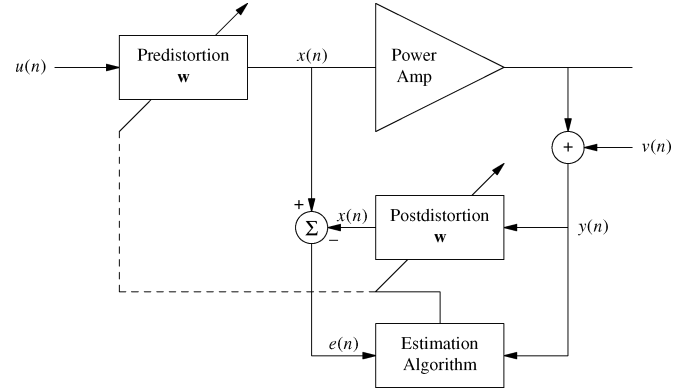 u(n)
Predistortion
w
x(n)
Power
Amp
+
v(n)
+
Σ
−
x(n)
Postdistortion
w
y(n)
e(n)
Estimation
Algorithm